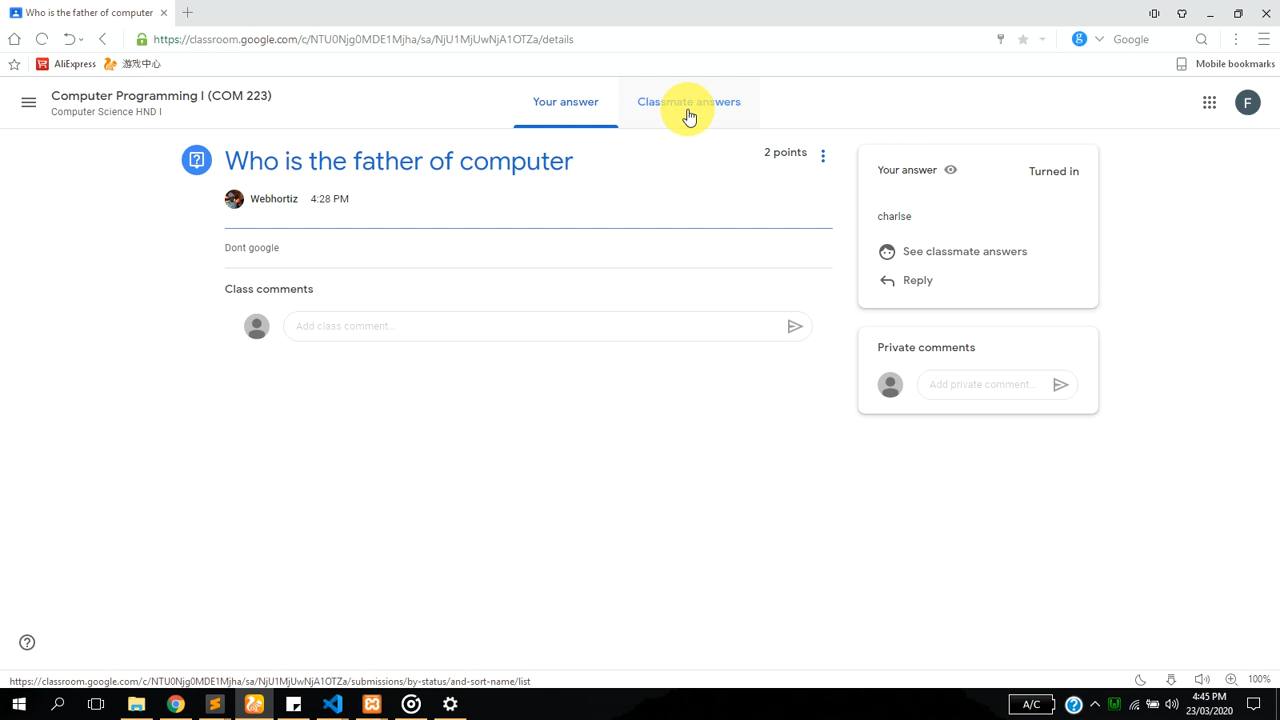 Who is the father of computer
https://classroom.google.com/c/NTU0Njg0MDE1Mjha/sa/NjU1MjUwNjA1OTZa/details
Google
AliExpress
游戏中心
Mobile bookmarks
Computer Programming I (COM 223)
Computer Science HND I
Your answer
Classmate answers
F
Who is the father of computer
2 points
Webhortiz 4:28 PM
Dont google
Class comments
Add class comment...
Your answer
Turned in
charlse
See classmate answers
Reply
Private comments
Add private comment...
https://classroom.google.com/c/NTU0Njg0MDE1Mjha/sa/NjU1MjUwNjA1OTZa/submissions/by-status/and-sort-name/list
100%
A/C
4:45 PM
23/03/2020